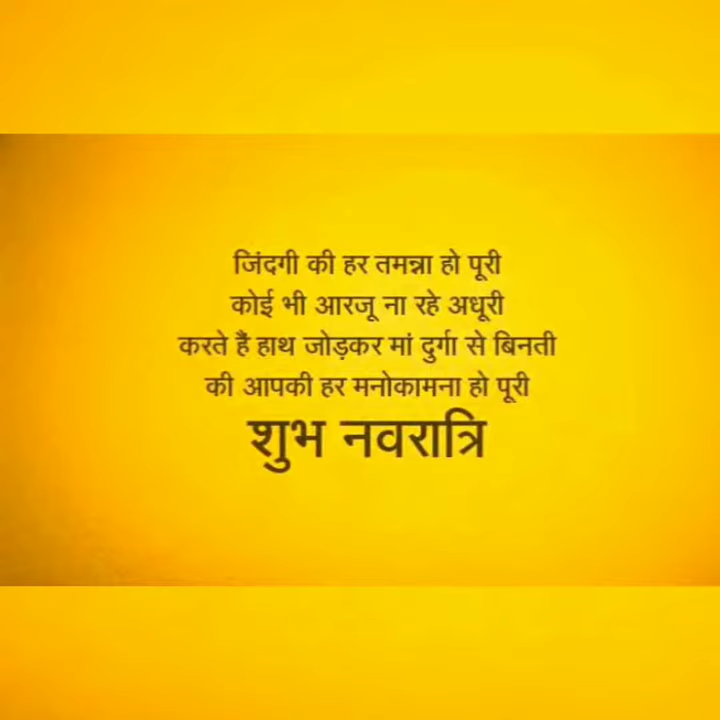 जिंदगी की हर तमन्ना हो पूरी
कोई भी आरजू ना रहे अधूरी
करते हैं हाथ जोड़कर मां दुर्गा से बिनती
की आपकी हर मनोकामना हो पूरी
शुभ नवरात्रि